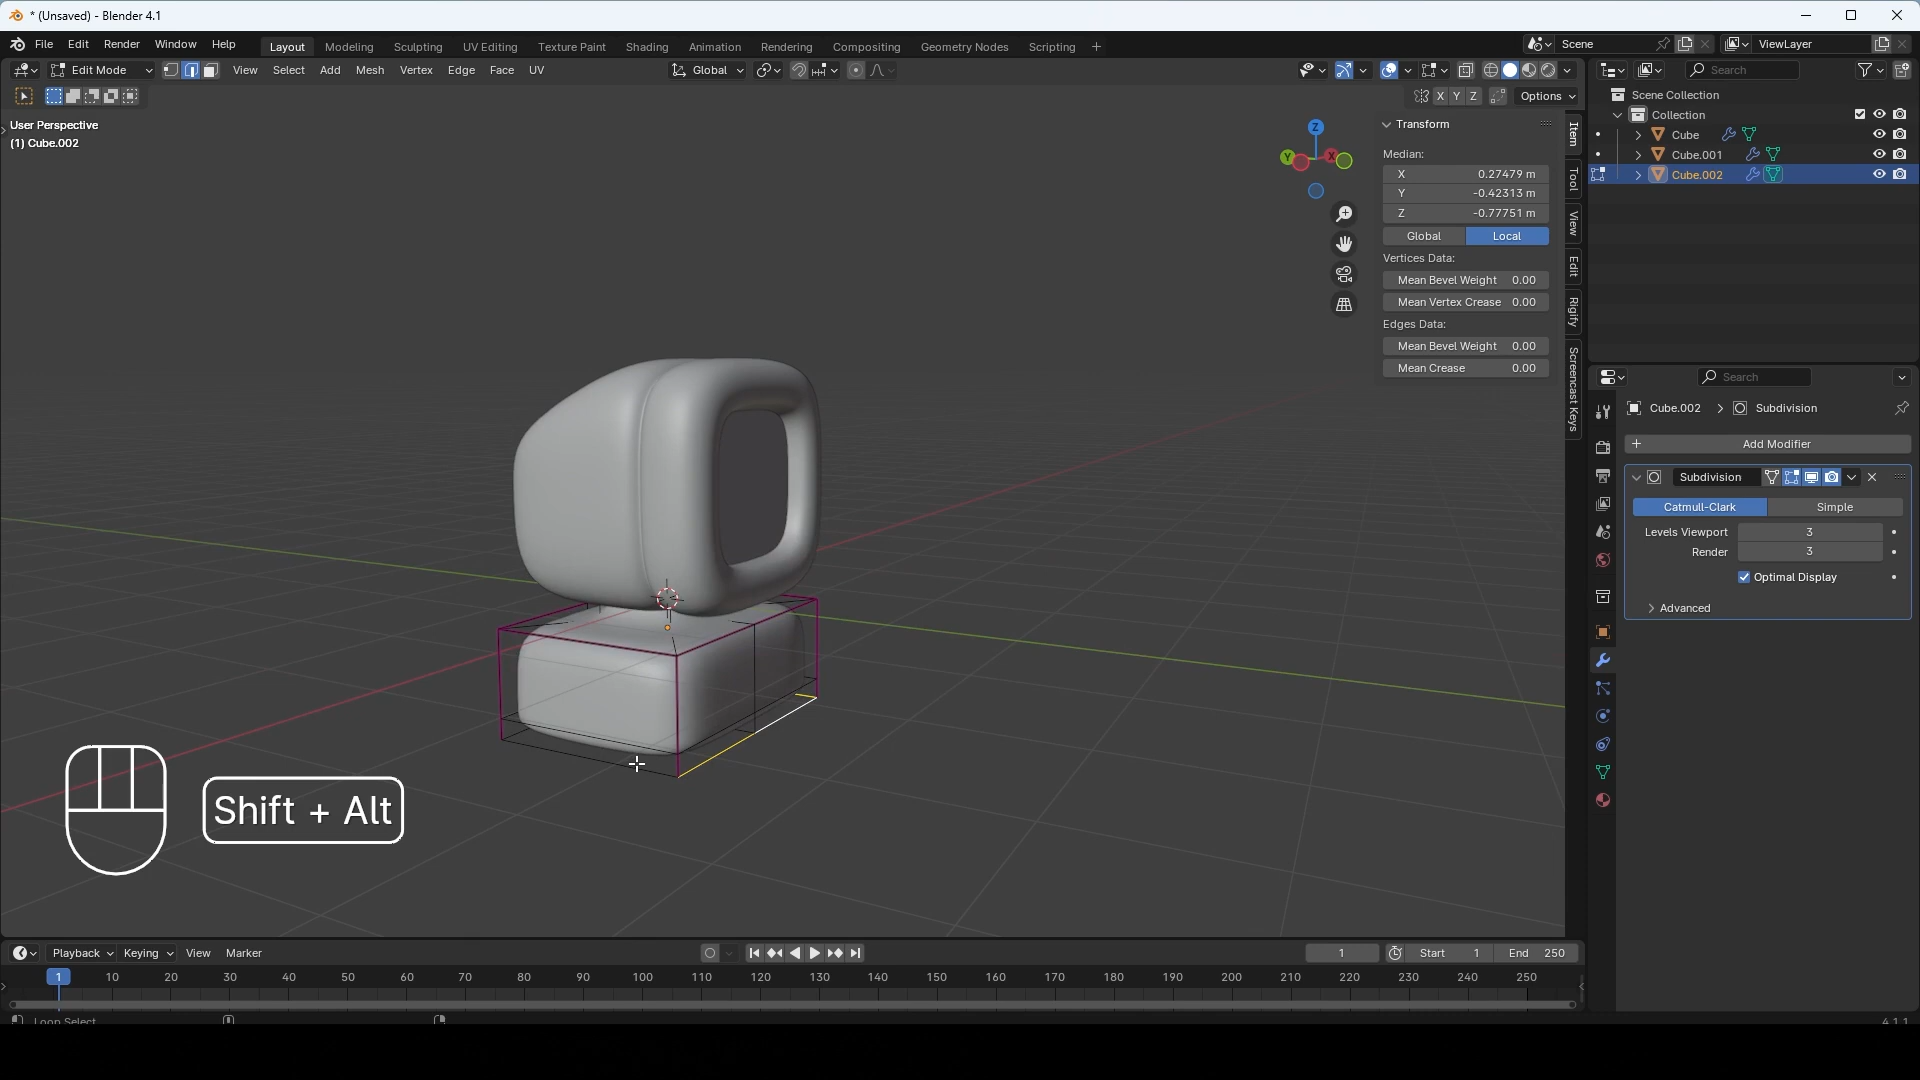 * (Unsaved) - Blender 4.1
File Edit Render Window Help Layout Modeling Sculpting UV Editing Texture Paint Shading Animation Rendering Compositing Geometry Nodes Scripting + Scene ViewLayer
Edit Mode View Select Add Mesh Vertex Edge Face UV Global Search
X Y Z Options
User Perspective
(1) Cube.002
Z
Y
X
Transform
Median:
X 0.27479 m
Y -0.42313 m
Z -0.77751 m
Global Local
Vertices Data:
Mean Bevel Weight 0.00
Mean Vertex Crease 0.00
Edges Data:
Mean Bevel Weight 0.00
Mean Crease 0.00
Item
Tool
View
Edit
Rigify
Screencast Keys
Scene Collection
Collection
Cube
Cube.001
Cube.002
Search
Cube.002 > Subdivision
+ Add Modifier
Subdivision
Catmull-Clark Simple
Levels Viewport 3
Render 3
Optimal Display
Advanced
Shift + Alt
Playback Keying View Marker 1 Start 1 End 250
1 10 20 30 40 50 60 70 80 90 100 110 120 130 140 150 160 170 180 190 200 210 220 230 240 250
Loop Select 4.1.1